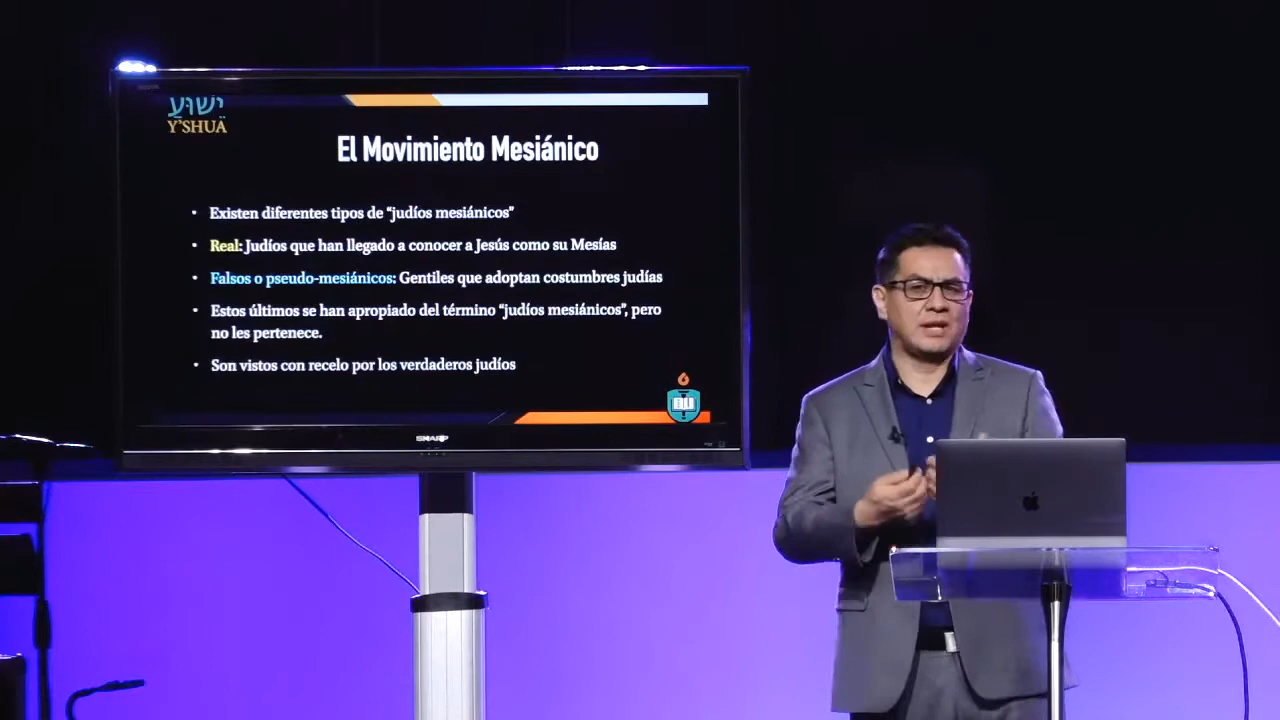 יֵשׁוּעַ
Y'SHUA
El Movimiento Mesiánico
• Existen diferentes tipos de “judíos mesiánicos”
• Real: Judíos que han llegado a conocer a Jesús como su Mesías
• Falsos o pseudo-mesiánicos: Gentiles que adoptan costumbres judías
• Estos últimos se han apropiado del término “judíos mesiánicos”, pero
no les pertenece.
• Son vistos con recelo por los verdaderos judíos
SHARP